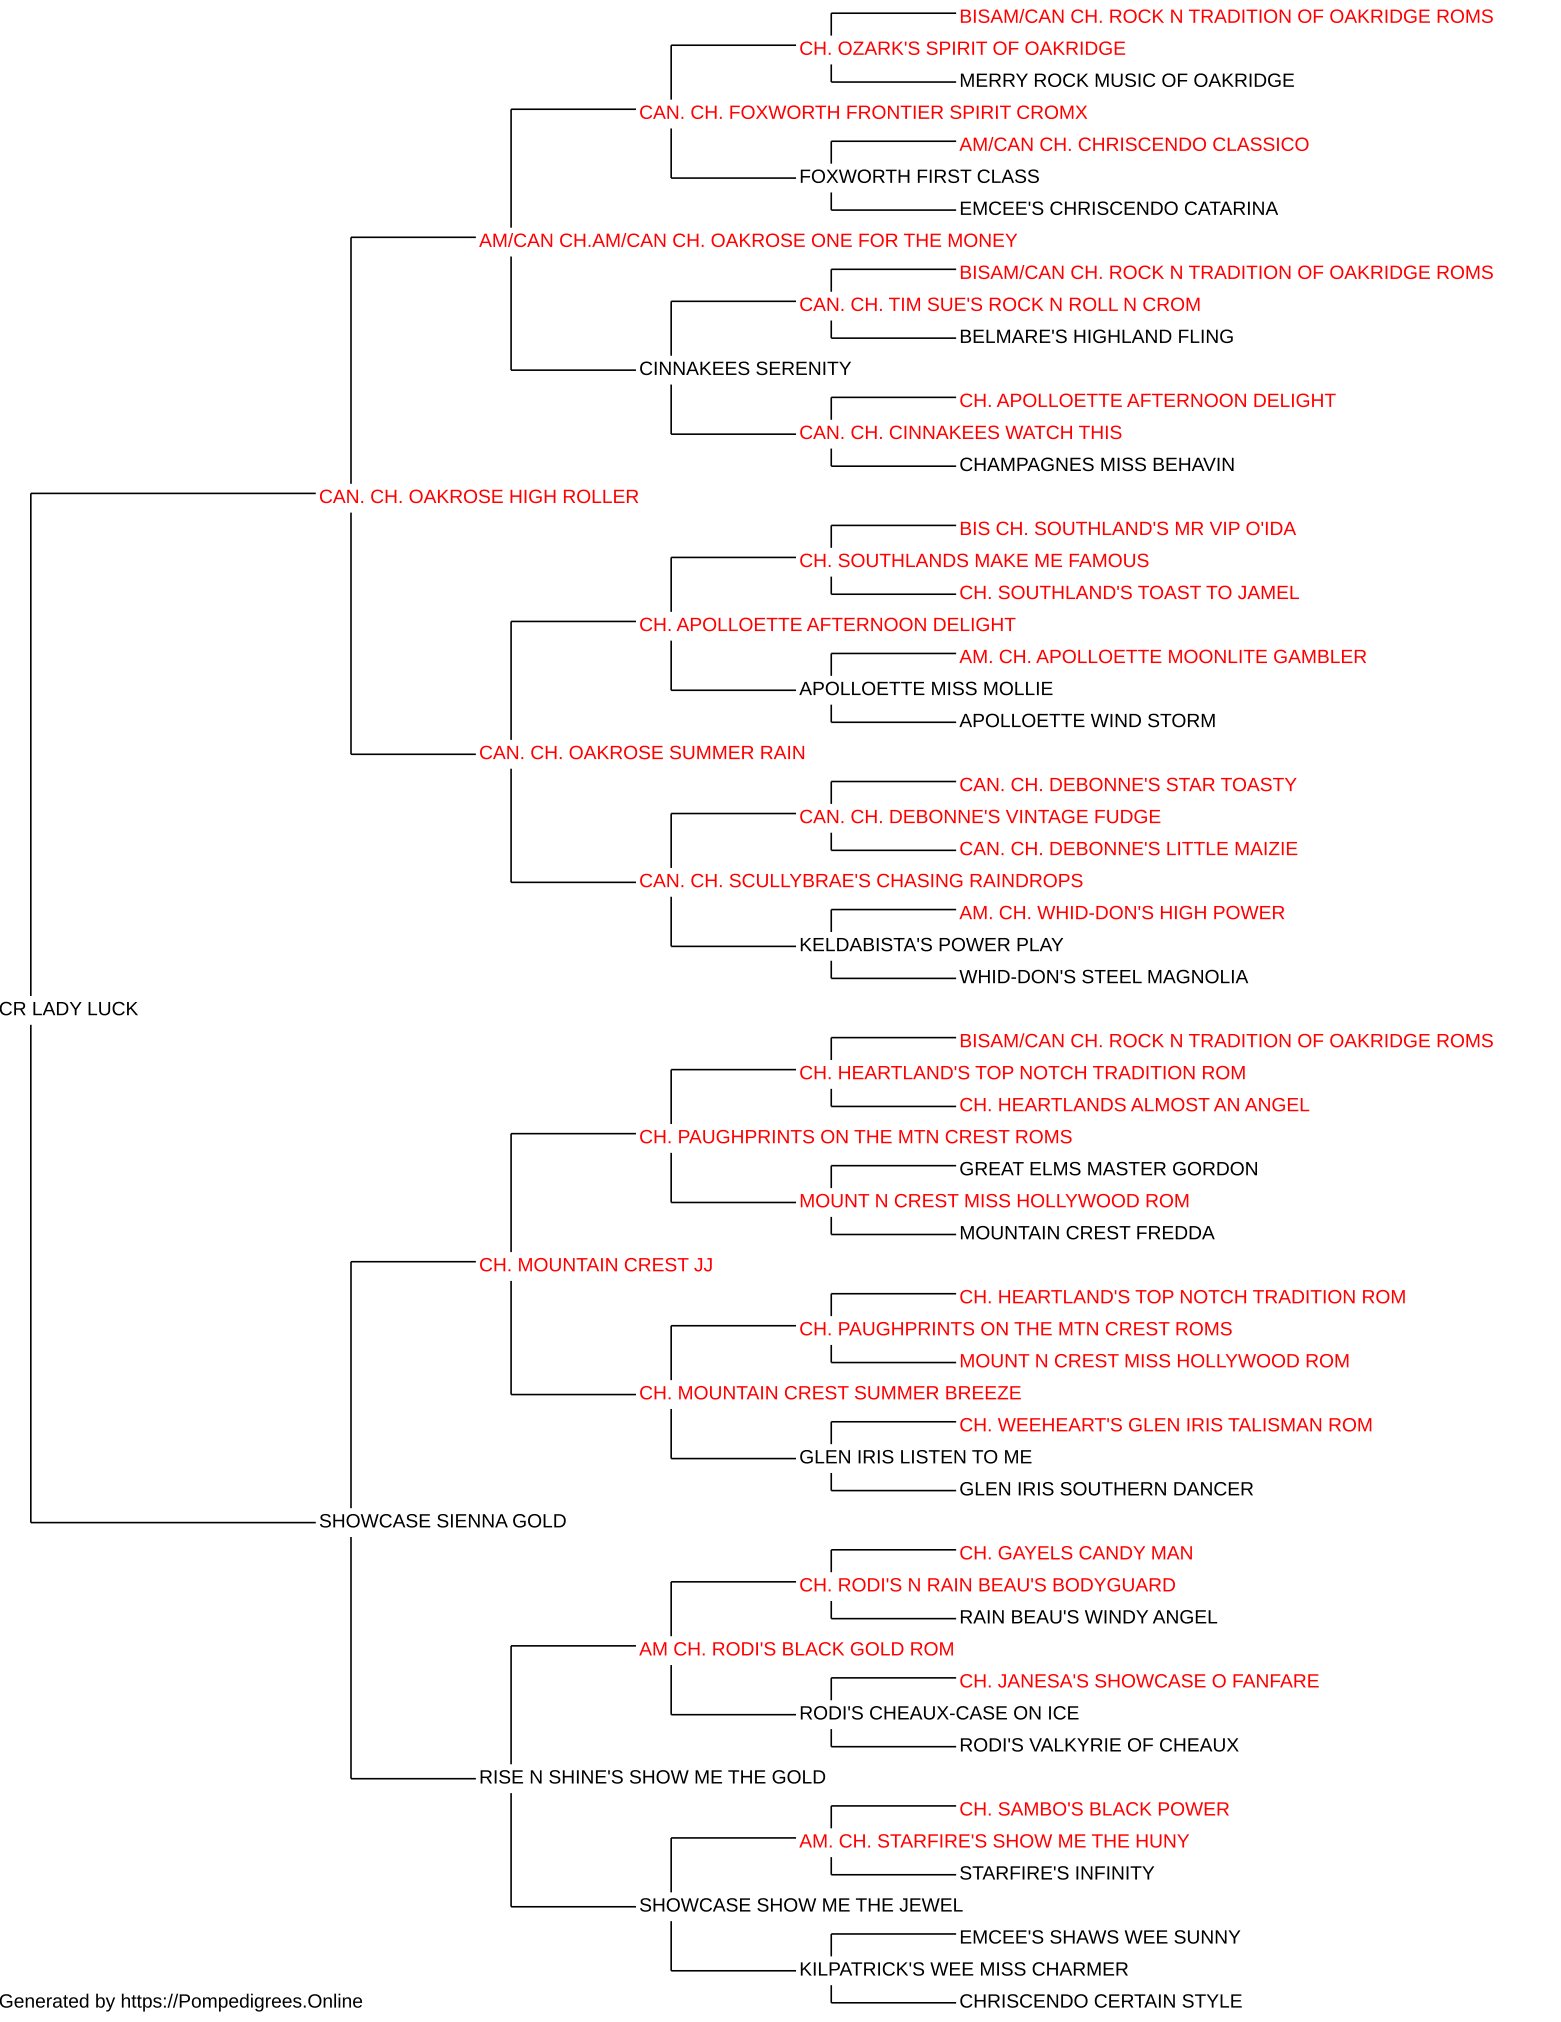 BISAM/CAN CH. ROCK N TRADITION OF OAKRIDGE ROMS
CH. OZARK'S SPIRIT OF OAKRIDGE
MERRY ROCK MUSIC OF OAKRIDGE
CAN. CH. FOXWORTH FRONTIER SPIRIT CROMX
AM/CAN CH. CHRISCENDO CLASSICO
FOXWORTH FIRST CLASS
EMCEE'S CHRISCENDO CATARINA
AM/CAN CH.AM/CAN CH. OAKROSE ONE FOR THE MONEY
BISAM/CAN CH. ROCK N TRADITION OF OAKRIDGE ROMS
CAN. CH. TIM SUE'S ROCK N ROLL N CROM
BELMARE'S HIGHLAND FLING
CINNAKEES SERENITY
CH. APOLLOETTE AFTERNOON DELIGHT
CAN. CH. CINNAKEES WATCH THIS
CHAMPAGNES MISS BEHAVIN
CAN. CH. OAKROSE HIGH ROLLER
BIS CH. SOUTHLAND'S MR VIP O'IDA
CH. SOUTHLANDS MAKE ME FAMOUS
CH. SOUTHLAND'S TOAST TO JAMEL
CH. APOLLOETTE AFTERNOON DELIGHT
AM. CH. APOLLOETTE MOONLITE GAMBLER
APOLLOETTE MISS MOLLIE
APOLLOETTE WIND STORM
CAN. CH. OAKROSE SUMMER RAIN
CAN. CH. DEBONNE'S STAR TOASTY
CAN. CH. DEBONNE'S VINTAGE FUDGE
CAN. CH. DEBONNE'S LITTLE MAIZIE
CAN. CH. SCULLYBRAE'S CHASING RAINDROPS
AM. CH. WHID-DON'S HIGH POWER
KELDABISTA'S POWER PLAY
WHID-DON'S STEEL MAGNOLIA
CR LADY LUCK
BISAM/CAN CH. ROCK N TRADITION OF OAKRIDGE ROMS
CH. HEARTLAND'S TOP NOTCH TRADITION ROM
CH. HEARTLANDS ALMOST AN ANGEL
CH. PAUGHPRINTS ON THE MTN CREST ROMS
GREAT ELMS MASTER GORDON
MOUNT N CREST MISS HOLLYWOOD ROM
MOUNTAIN CREST FREDDA
CH. MOUNTAIN CREST JJ
CH. HEARTLAND'S TOP NOTCH TRADITION ROM
CH. PAUGHPRINTS ON THE MTN CREST ROMS
MOUNT N CREST MISS HOLLYWOOD ROM
CH. MOUNTAIN CREST SUMMER BREEZE
CH. WEEHEART'S GLEN IRIS TALISMAN ROM
GLEN IRIS LISTEN TO ME
GLEN IRIS SOUTHERN DANCER
SHOWCASE SIENNA GOLD
CH. GAYELS CANDY MAN
CH. RODI'S N RAIN BEAU'S BODYGUARD
RAIN BEAU'S WINDY ANGEL
AM CH. RODI'S BLACK GOLD ROM
CH. JANESA'S SHOWCASE O FANFARE
RODI'S CHEAUX-CASE ON ICE
RODI'S VALKYRIE OF CHEAUX
RISE N SHINE'S SHOW ME THE GOLD
CH. SAMBO'S BLACK POWER
AM. CH. STARFIRE'S SHOW ME THE HUNY
STARFIRE'S INFINITY
SHOWCASE SHOW ME THE JEWEL
EMCEE'S SHAWS WEE SUNNY
KILPATRICK'S WEE MISS CHARMER
CHRISCENDO CERTAIN STYLE
Generated by https://Pompedigrees.Online